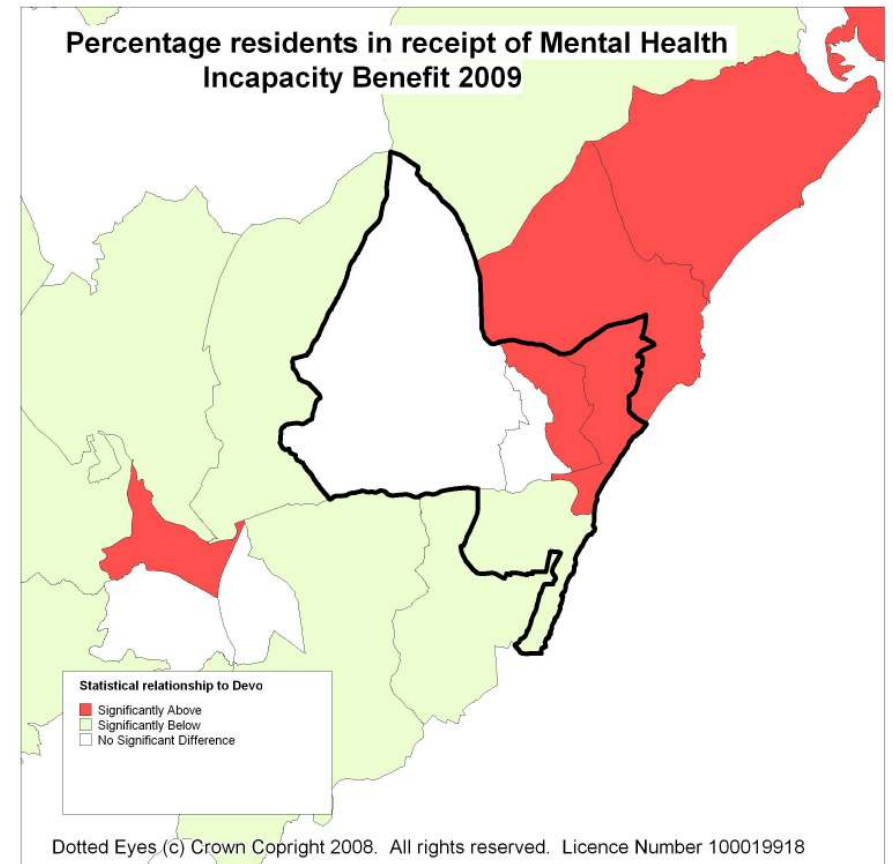 Percentage residents in receipt of Mental Health
Incapacity Benefit 2009
Statistical relationship to Devo
Significantly Above
Significantly Below
No Significant Difference
Dotted Eyes (c) Crown Copright 2008. All rights reserved. Licence Number 100019918